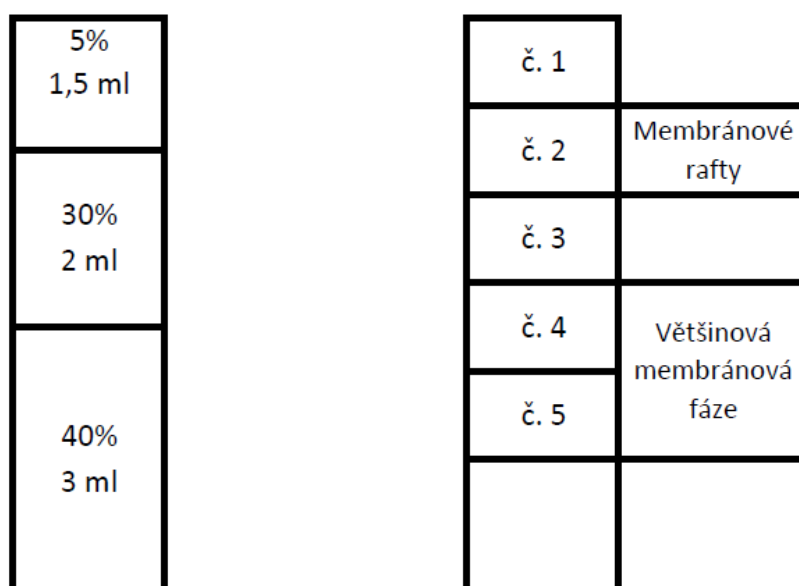 5%
1,5 ml
30%
2 ml
40%
3 ml
č. 1
č. 2
Membránové
rafty
č. 3
č. 4
č. 5
Většinová
membránová
fáze